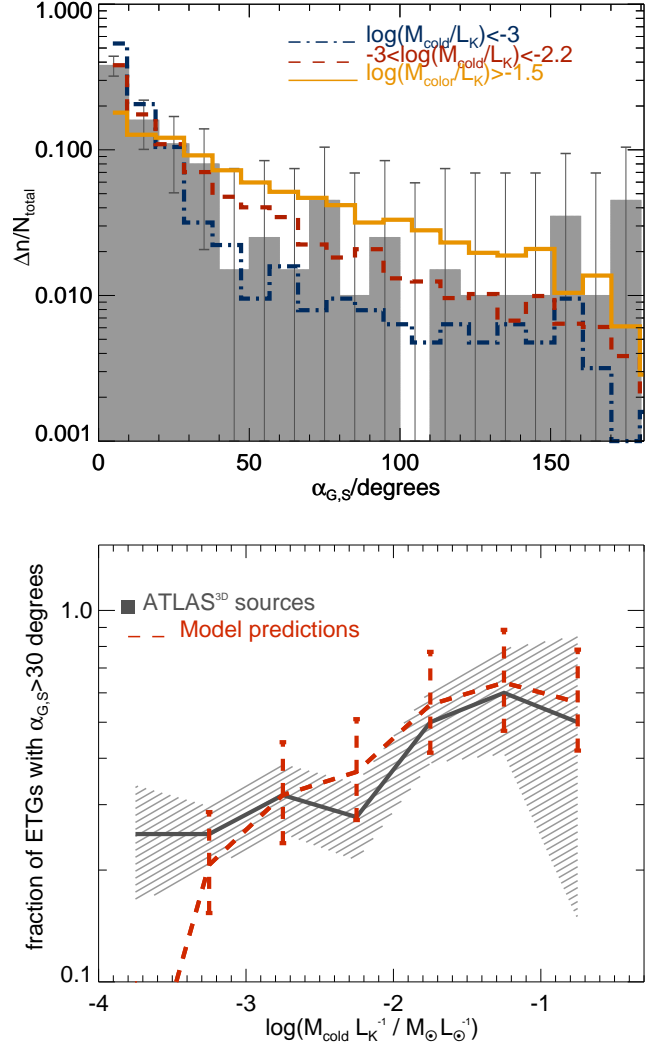 log(M_cold/L_K)<-3
-3<log(M_cold/L_K)<-2.2
log(M_color/L_K)>-1.5
1.000
0.100
0.010
0.001
Δn/N_total
0 50 100 150
α_G,S/degrees
ATLAS^3D sources
Model predictions
1.0
0.1
fraction of ETGs with α_G,S>30 degrees
-4 -3 -2 -1
log(M_cold L_K^-1 / M_⊙ L_⊙^-1)